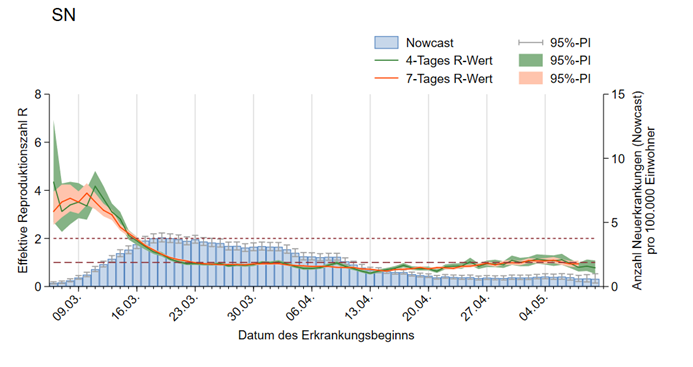 SN
Nowcast
95%-PI
4-Tages R-Wert
95%-PI
7-Tages R-Wert
95%-PI
8
6
4
2
0
Effektive Reproduktionszahl R
15
10
5
0
Anzahl Neuerkrankungen (Nowcast)
pro 100.000 Einwohner
09.03.
16.03.
23.03
30.03.
06.04.
13.04.
20.04.
27.04.
04.05.
Datum des Erkrankungsbeginns